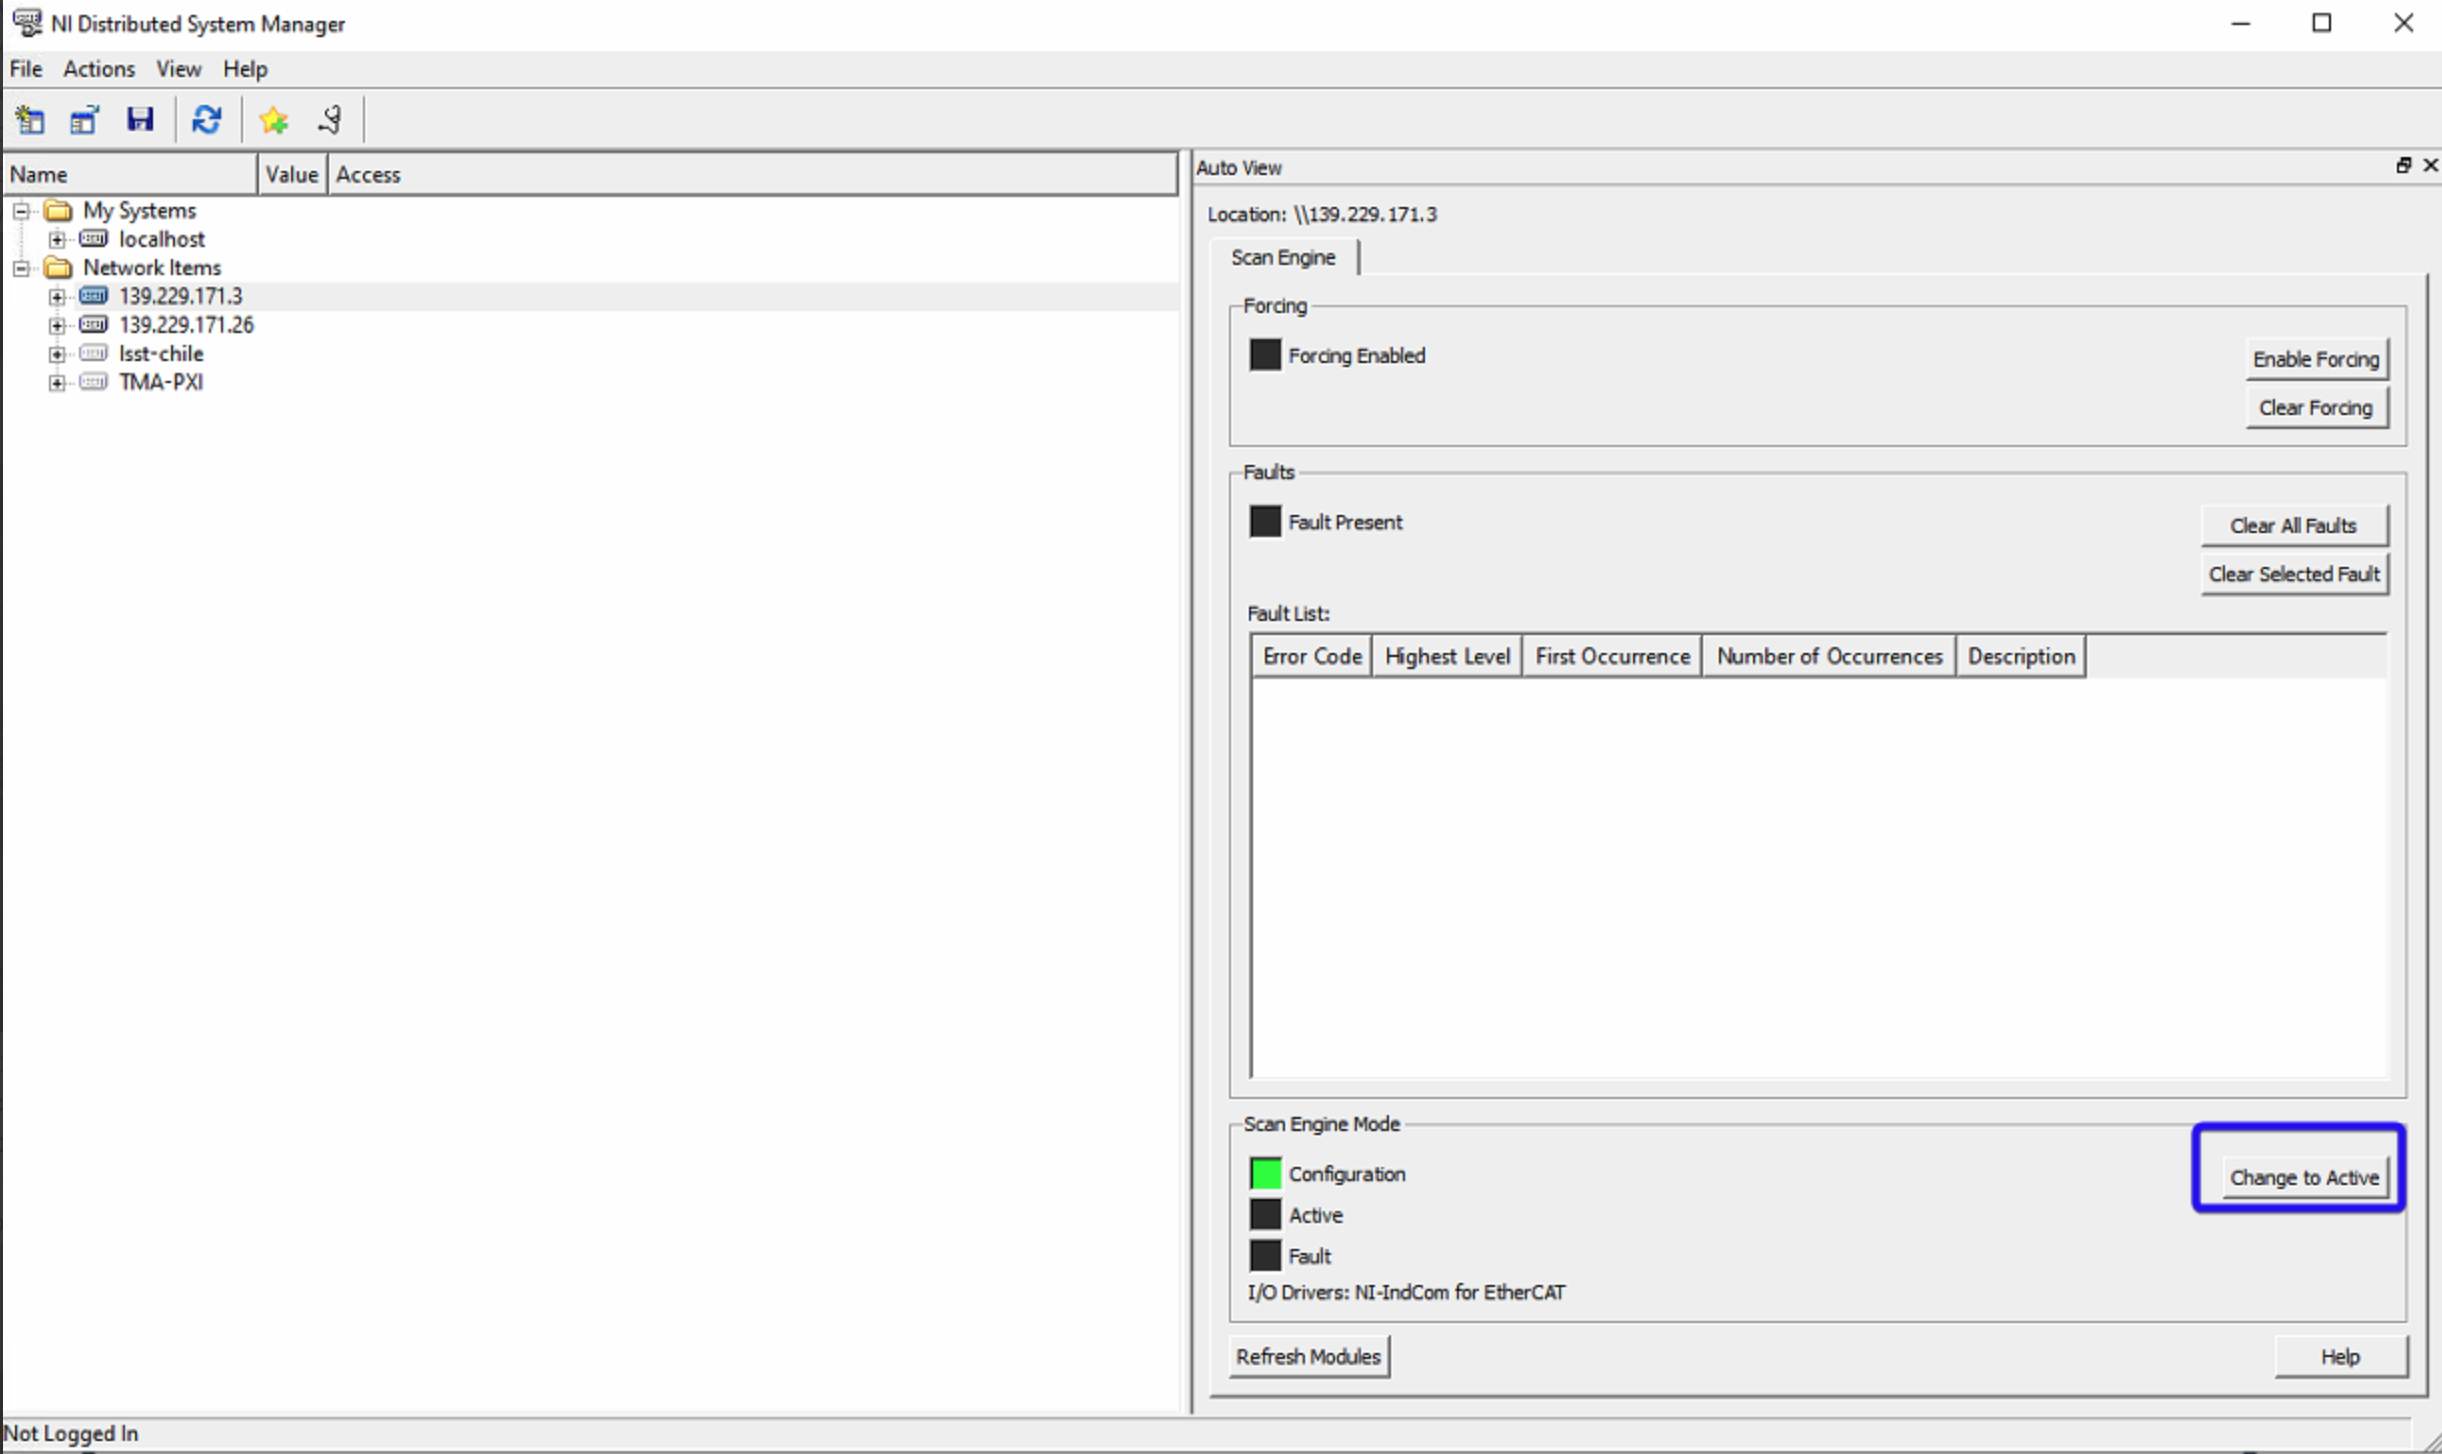 NI Distributed System Manager
File Actions View Help
Name Value Access
My Systems
localhost
Network Items
139.229.171.3
139.229.171.26
lsst-chile
TMA-PXI
Auto View
Location: \\139.229.171.3
Scan Engine
Forcing
Forcing Enabled
Enable Forcing
Clear Forcing
Faults
Fault Present
Clear All Faults
Clear Selected Fault
Fault List:
Error Code Highest Level First Occurrence Number of Occurrences Description
Scan Engine Mode
Configuration
Change to Active
Active
Fault
I/O Drivers: NI-IndCom for EtherCAT
Refresh Modules
Help
Not Logged In